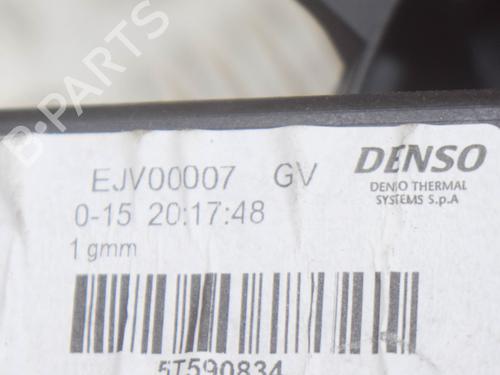 B-PARTS
EJV00007 GV
DENSO
DENSO THERMAL
SYSTEMS S.p.A
0-15 20:17:48
1 gmm
5T590834